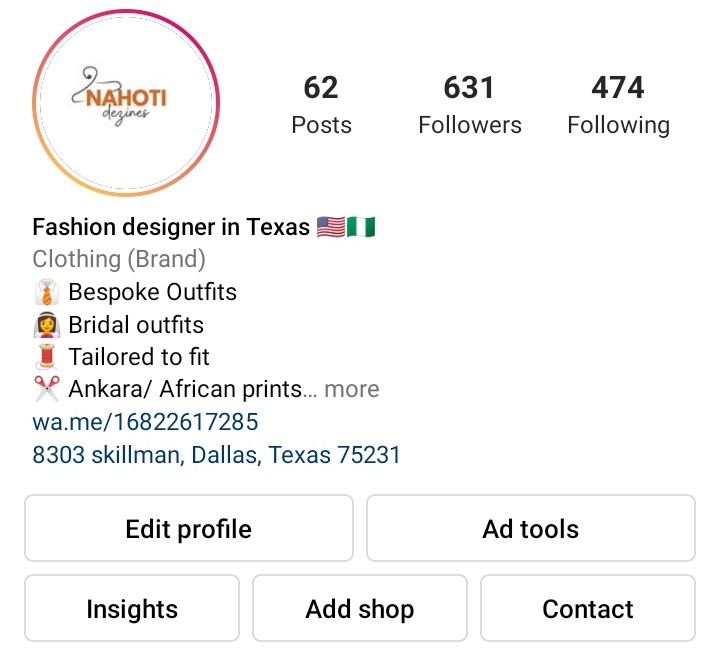 NAHOTI
dezines
62
Posts
631
Followers
474
Following
Fashion designer in Texas 🇺🇸🇳🇬
Clothing (Brand)
👔 Bespoke Outfits
👰 Bridal outfits
🧵 Tailored to fit
✂️ Ankara/ African prints... more
wa.me/16822617285
8303 skillman, Dallas, Texas 75231
Edit profile
Ad tools
Insights
Add shop
Contact